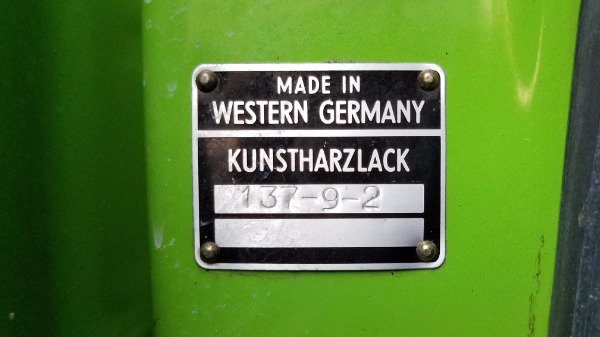 MADE IN
WESTERN GERMANY
KUNSTHARZLACK
137-9-2